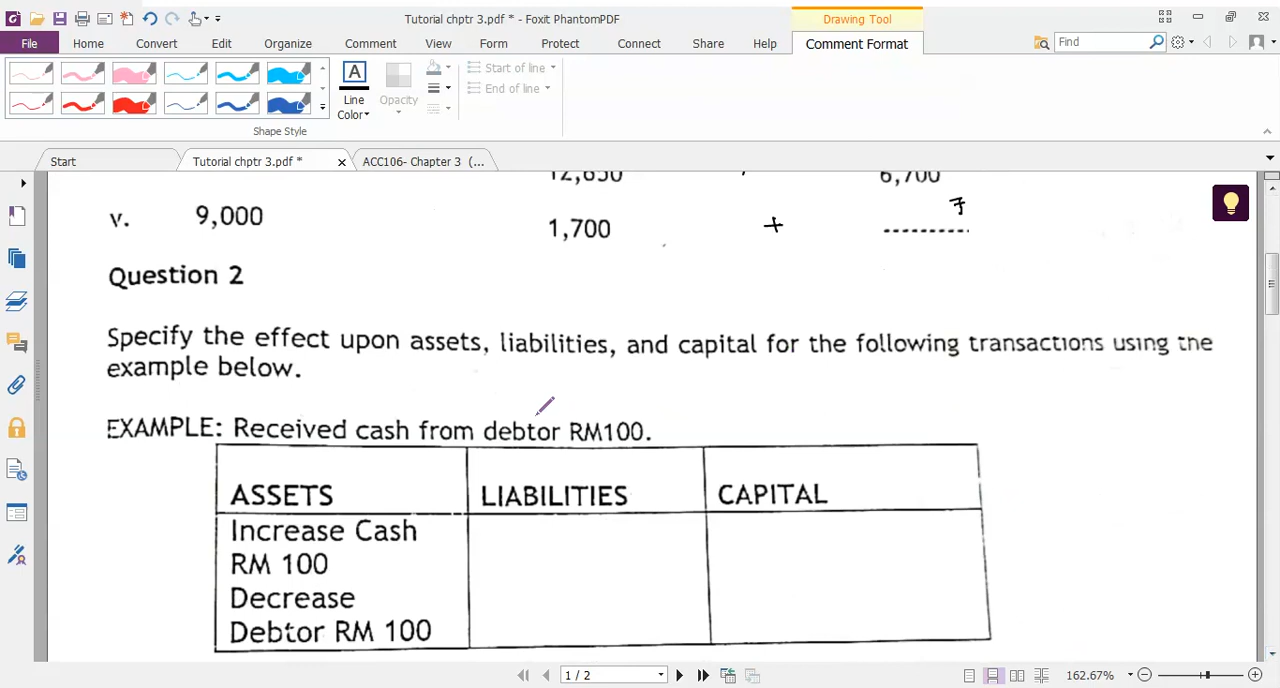 Tutorial chptr 3.pdf * - Foxit PhantomPDF
Drawing Tool
File Home Convert Edit Organize Comment View Form Protect Connect Share Help Comment Format
Find
A
Line Color
Opacity
Start of line
End of line
Shape Style
Start
Tutorial chptr 3.pdf *
ACC106- Chapter 3 (...
12,650 6,700
v. 9,000 1,700 + ..........
Question 2
Specify the effect upon assets, liabilities, and capital for the following transactions using the
example below.
EXAMPLE: Received cash from debtor RM100.
ASSETS LIABILITIES CAPITAL
Increase Cash
RM 100
Decrease
Debtor RM 100
1 / 2
162.67%